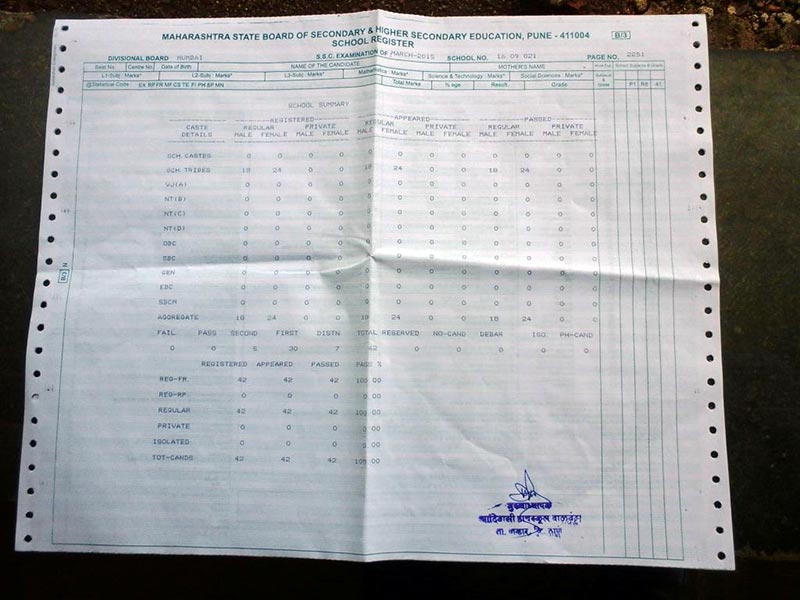 MAHARASHTRA STATE BOARD OF SECONDARY & HIGHER SECONDARY EDUCATION, PUNE - 411004 B/3
SCHOOL REGISTER
DIVISIONAL BOARD MUMBAI S.S.C. EXAMINATION OF MARCH-2015 SCHOOL NO. 16 09 021 PAGE NO. 2251
Seat No. Centre No. Date of Birth NAME OF THE CANDIDATE MOTHER'S NAME School Subjects & Grade
L1-Subj : Marks* L2-Subj : Marks* L3-Subj : Marks* Mathematics : Marks* Science & Technology : Marks* Social Sciences : Marks*
@Statistical Code EX RP FR MF CS TE FI PH SP MN Total Marks % age Result Grade & Grade P1 R6 41
SCHOOL SUMMARY
REGISTERED APPEARED PASSED
CASTE REGULAR PRIVATE REGULAR PRIVATE REGULAR PRIVATE
DETAILS MALE FEMALE MALE FEMALE MALE FEMALE MALE FEMALE MALE FEMALE MALE FEMALE
SCH.CASTES 0 0 0 0 0 0 0 0 0 0 0 0
SCH.TRIBES 18 24 0 0 18 24 0 0 18 24 0 0
VJ(A) 0 0 0 0 0 0 0 0 0 0 0 0
NT(B) 0 0 0 0 0 0 0 0 0 0 0 0
NT(C) 0 0 0 0 0 0 0 0 0 0 0 0
NT(D) 0 0 0 0 0 0 0 0 0 0 0 0
OBC 0 0 0 0 0 0 0 0 0 0 0 0
SBC 0 0 0 0 0 0 0 0 0 0 0 0
GEN 0 0 0 0 0 0 0 0 0 0 0 0
EBC 0 0 0 0 0 0 0 0 0 0 0 0
SBCM 0 0 0 0 0 0 0 0 0 0 0 0
AGGREGATE 18 24 0 0 18 24 0 0 18 24 0 0
FAIL PASS SECOND FIRST DISTN TOTAL RESERVED NO-CAND DEBAR ISO. PH-CAND
0 0 5 30 7 42 0 0 0 0 0
REGISTERED APPEARED PASSED PASS %
REG-FR. 42 42 42 100.00
REG-RP. 0 0 0 0.00
REGULAR 42 42 42 100.00
PRIVATE 0 0 0 0.00
ISOLATED 0 0 0 0.00
TOT-CANDS 42 42 42 100.00
मुख्याध्यापक
आदिवासी हायस्कूल
ता. जव्हार जि. ठाणे